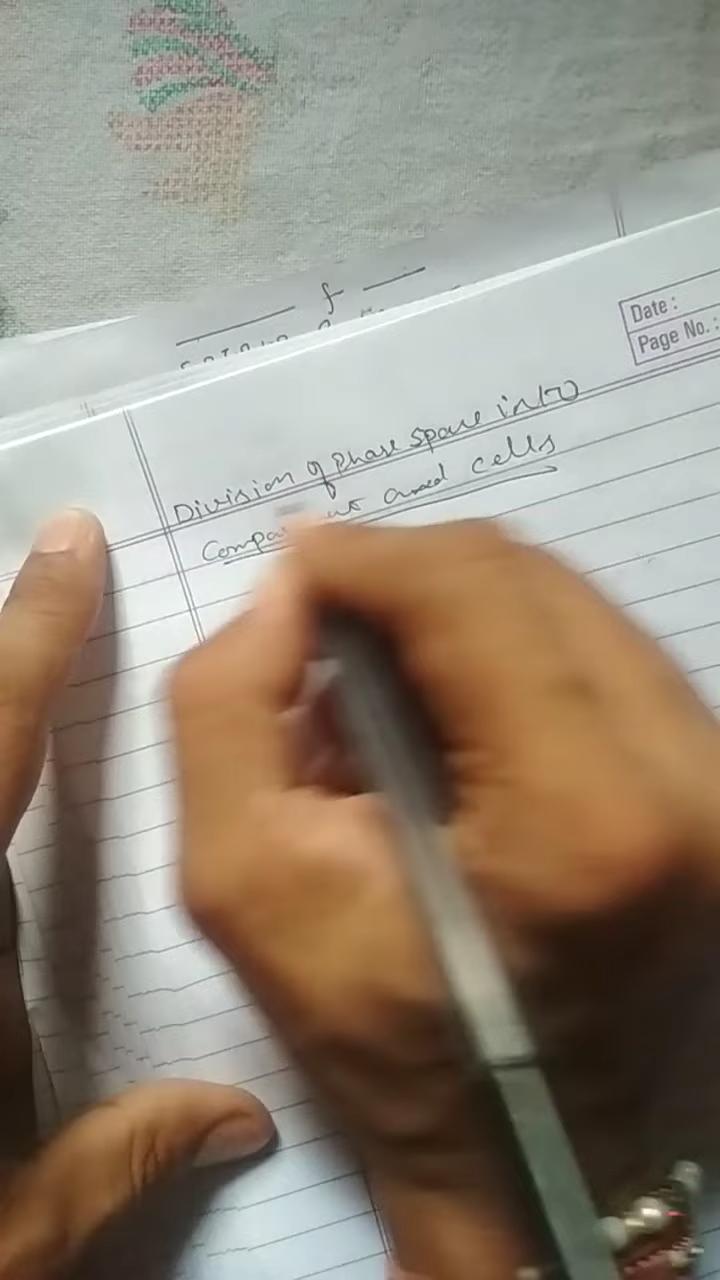 f
Date :
Page No. :
Division of Phase Space into
and cells